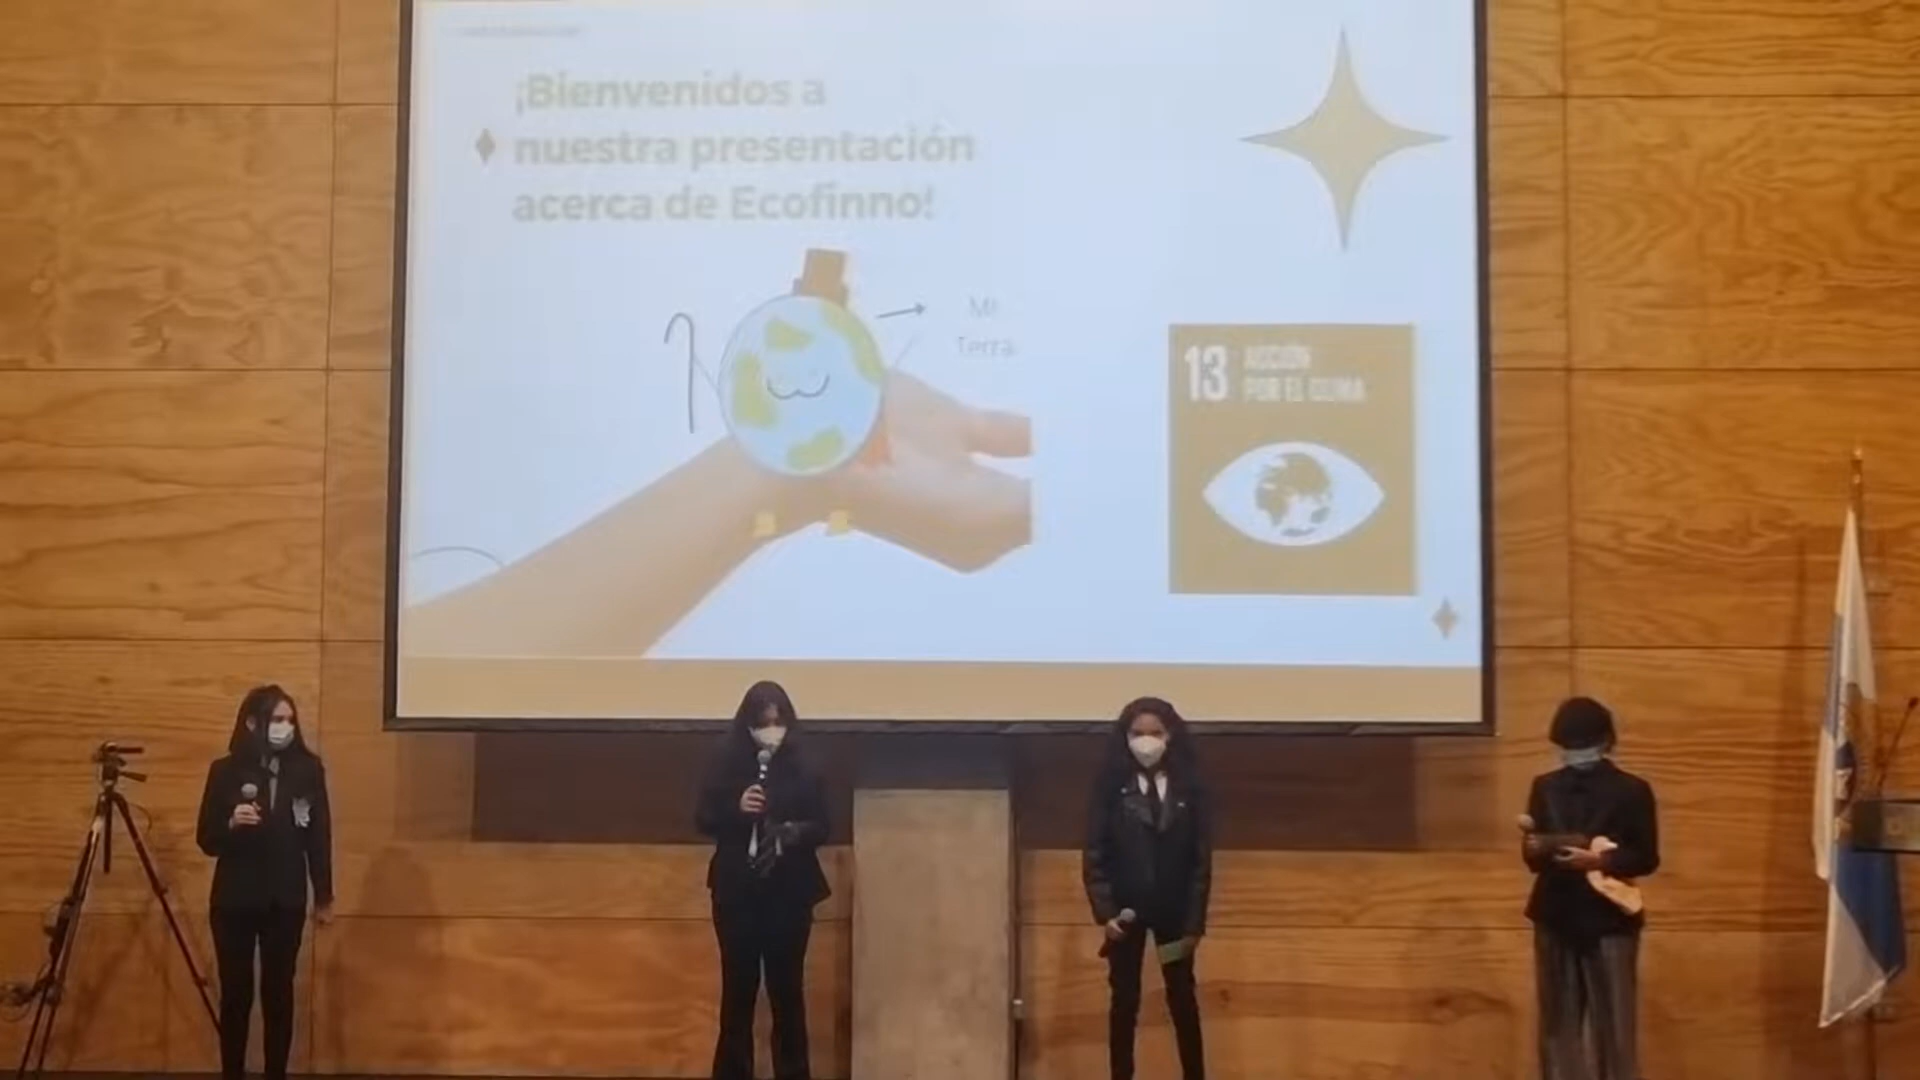 ¡Bienvenidos a
nuestra presentación
acerca de Ecofinno!
Mi
Terra
13 ACCIÓN
POR EL CLIMA